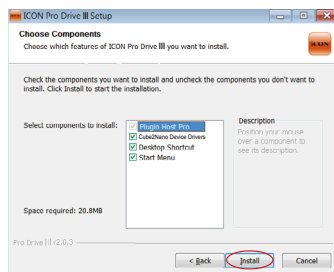 ICON Pro Drive III Setup
Choose Components
Choose which features of ICON Pro Drive III you want to install.
ICON
Check the components you want to install and uncheck the components you don't want to
install. Click Install to start the installation.
Select components to install:
Plugin Host Pro
Cube2Nano Device Drivers
Desktop Shortcut
Start Menu
Description
Position your mouse
over a component to
see its description.
Space required: 20.8MB
Pro Drive III V2.0.3
< Back
Install
Cancel